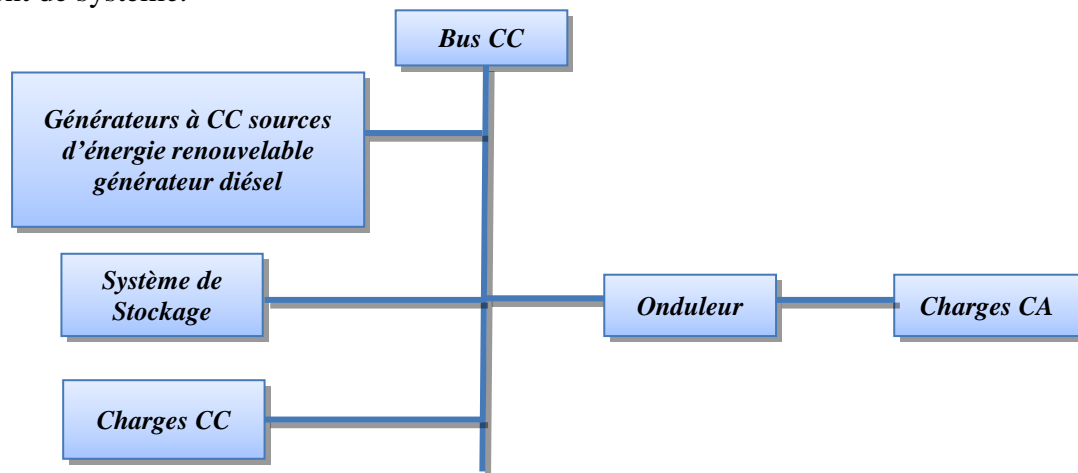 de système.
Bus CC
Générateurs à CC sources
d'énergie renouvelable
générateur diésel
Système de
Stockage
Onduleur
Charges CA
Charges CC